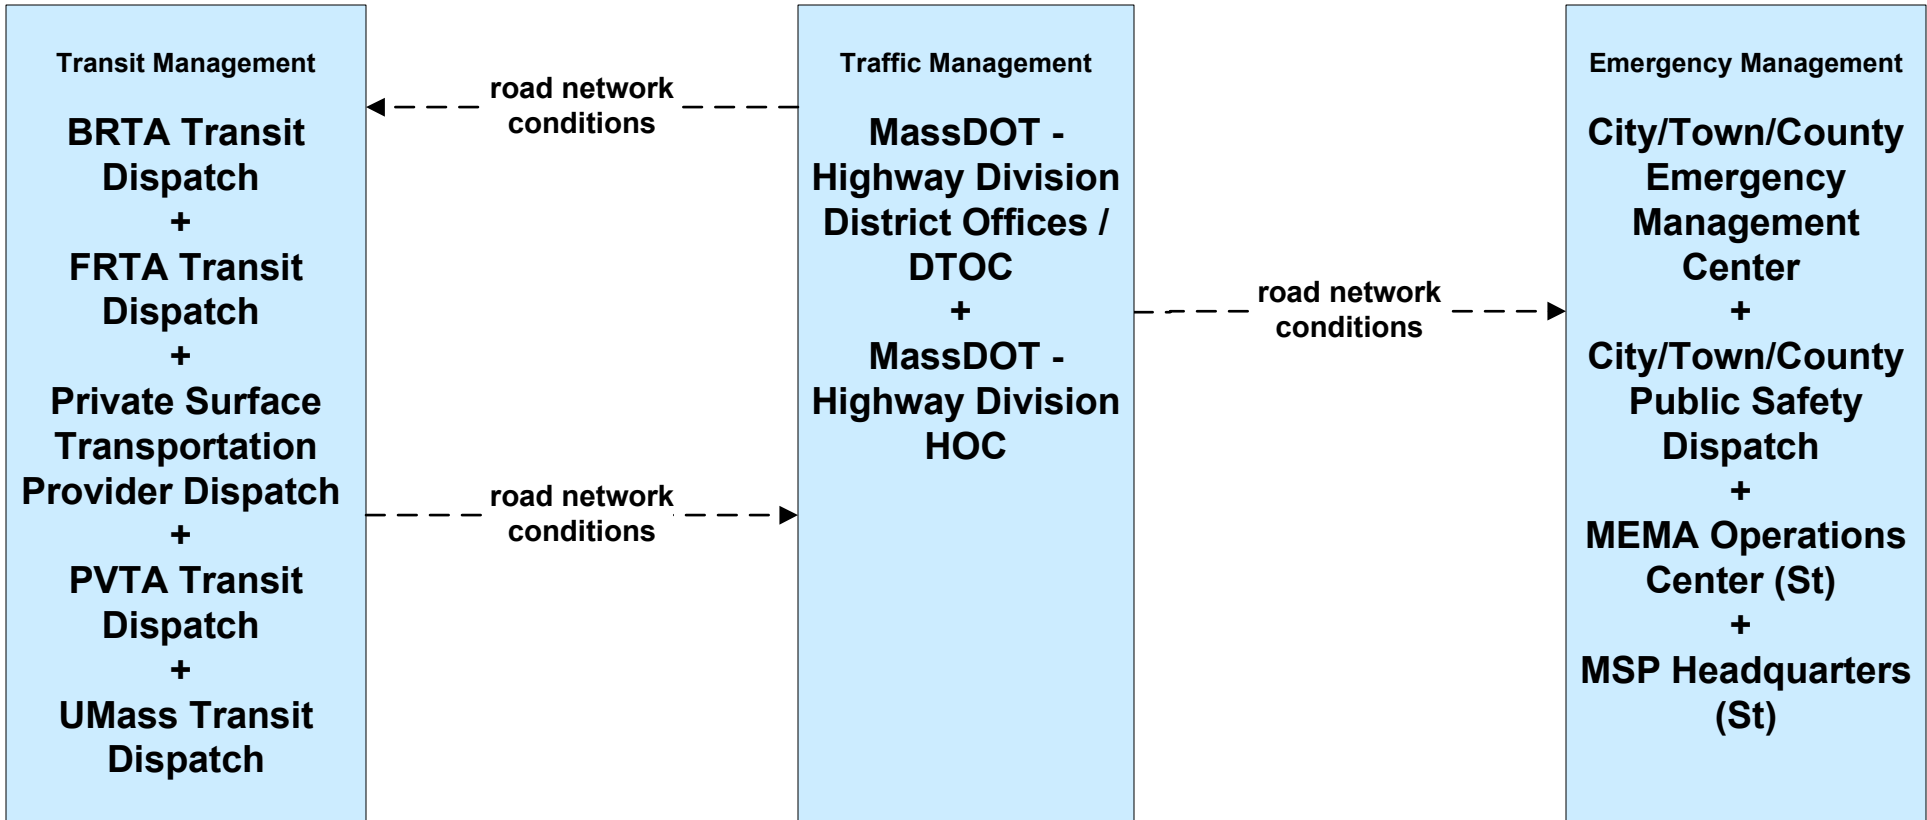 Transit Management
BRTA Transit
Dispatch
+
FRTA Transit
Dispatch
+
Private Surface
Transportation
Provider Dispatch
+
PVTA Transit
Dispatch
+
UMass Transit
Dispatch
road network
conditions
road network
conditions
Traffic Management
MassDOT -
Highway Division
District Offices /
DTOC
+
MassDOT -
Highway Division
HOC
road network
conditions
Emergency Management
City/Town/County
Emergency
Management
Center
+
City/Town/County
Public Safety
Dispatch
+
MEMA Operations
Center (St)
+
MSP Headquarters
(St)